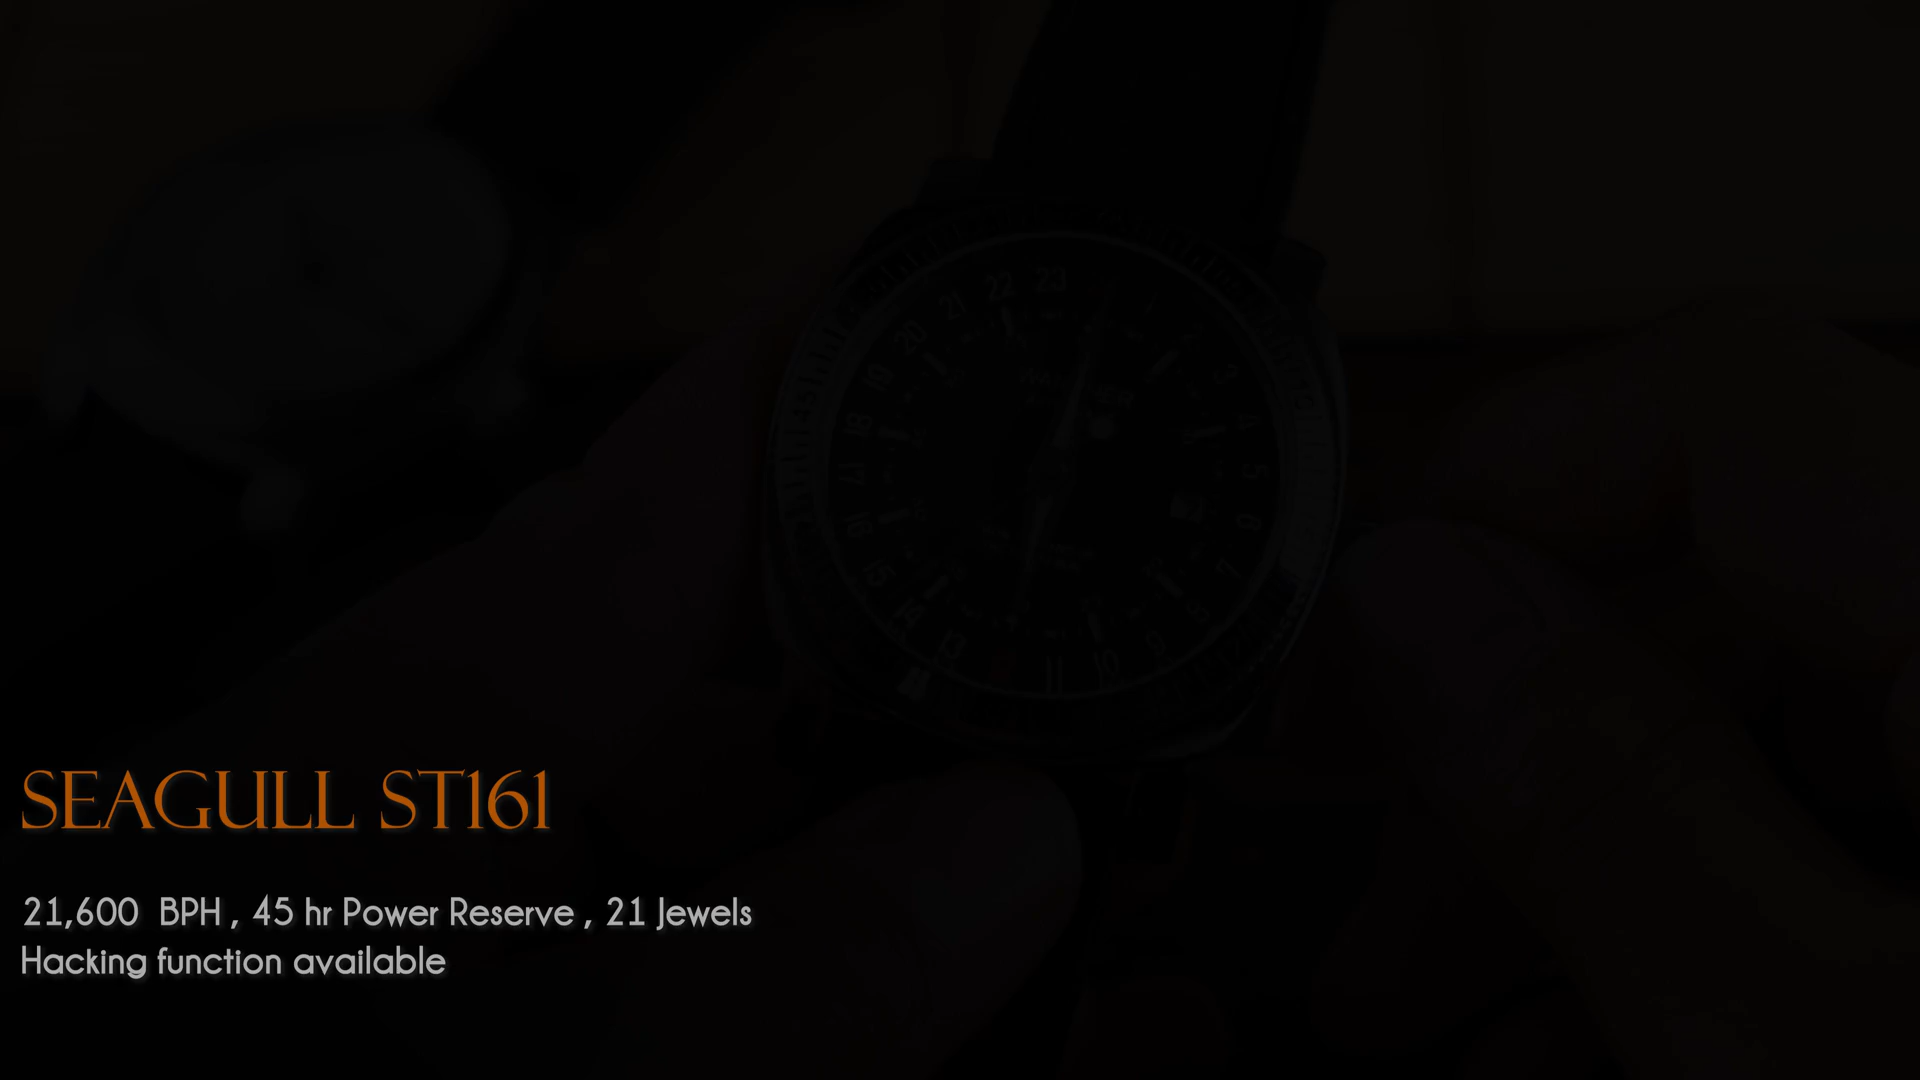 SEAGULL ST161
21,600 BPH , 45 hr Power Reserve , 21 Jewels
Hacking function available